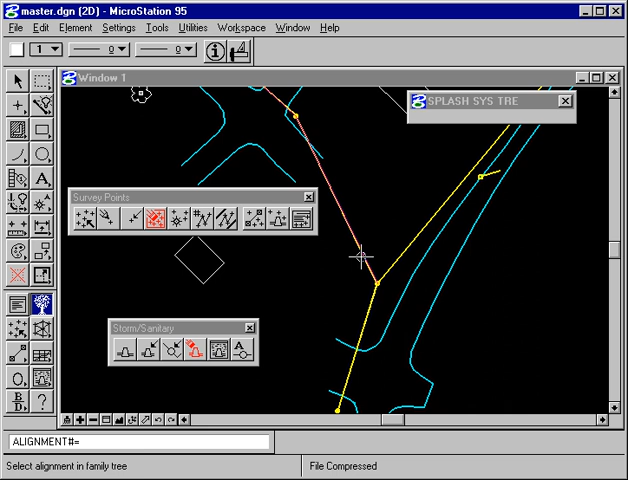 master.dgn (2D) - MicroStation 95
File Edit Element Settings Tools Utilities Workspace Window Help
1 0 0
Window 1
SPLASH SYS TRE
Survey Points
Storm/Sanitary
A
B/D ?
ALIGNMENT#=
Select alignment in family tree
File Compressed